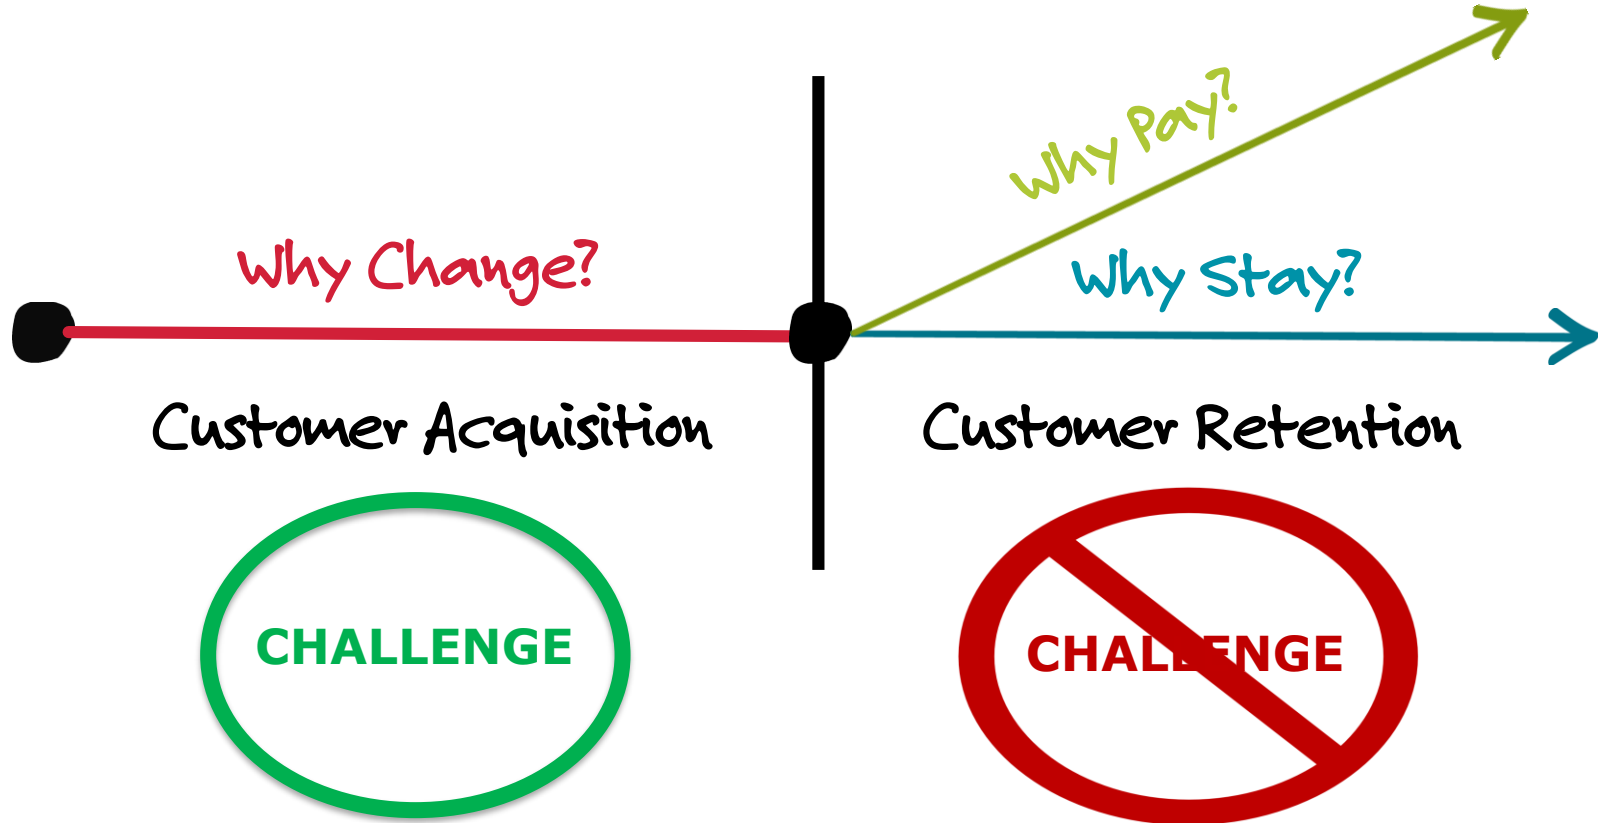 Why Change?
Why Pay?
Why Stay?
Customer Acquisition
Customer Retention
CHALLENGE
CHALLENGE